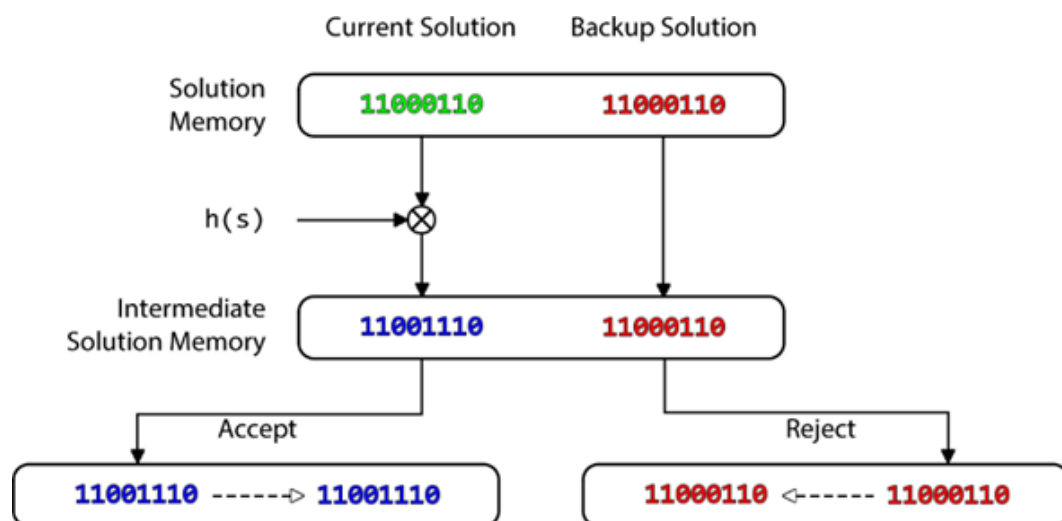 Current Solution Backup Solution
Solution
Memory
11000110 11000110
h(s)
Intermediate
Solution Memory
11001110 11000110
Accept Reject
11001110 11001110 11000110 11000110